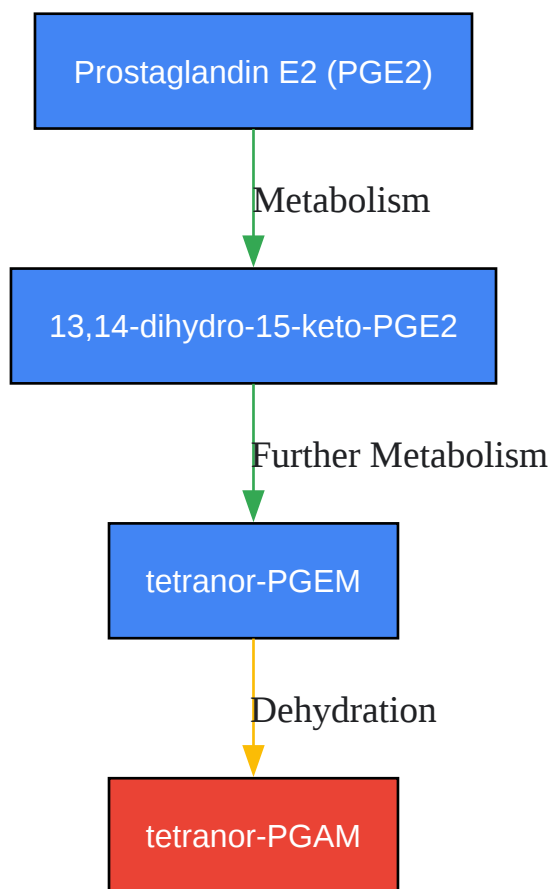 Prostaglandin E2 (PGE2)
Metabolism
13,14-dihydro-15-keto-PGE2
Further Metabolism
tetranor-PGEM
Dehydration
tetranor-PGAM